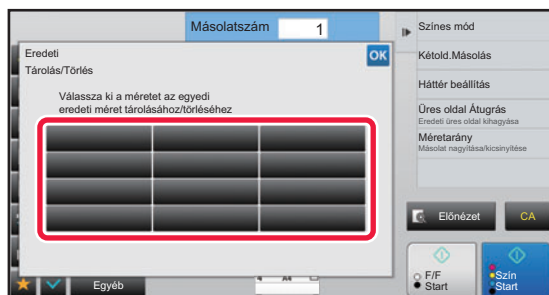 Másolatszám 1
Eredeti
OK
Tárolás/Törlés
Válassza ki a méretet az egyedi
eredeti méret tárolásához/törléséhez
Egyéb
A4
Színes mód
Kétold.Másolás
Háttér beállítás
Üres oldal Átugrás
Eredeti üres oldal kihagyása
Méretarány
Másolat nagyítása/kicsinyítése
Előnézet
CA
F/F
Start
Szín
Start